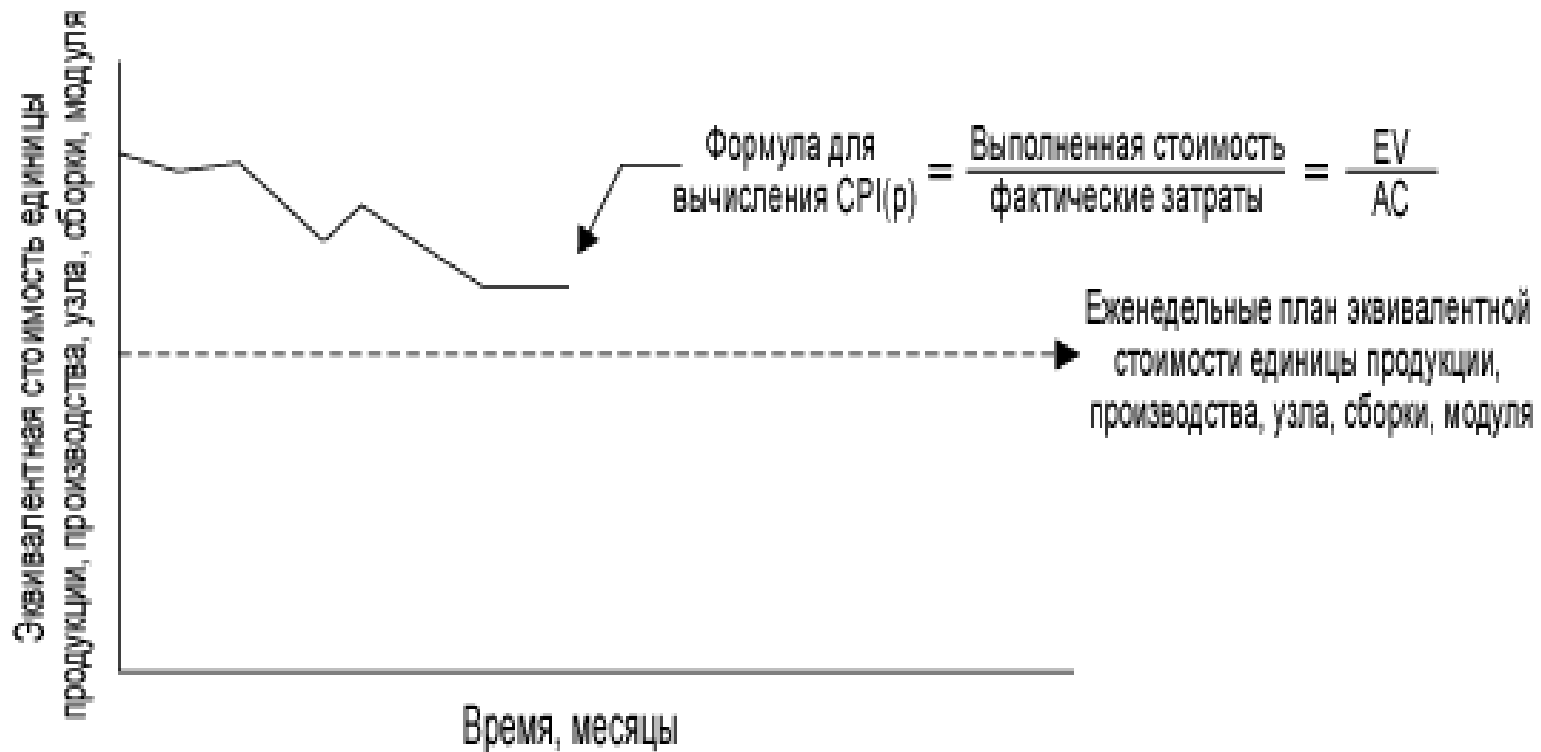 Эквивалентная стоимость единицы
продукции, производства, узла, сборки, модуля
Формула для
вычисления CPI(p)
=
Выполненная стоимость
фактические затраты
=
EV
AC
Еженедельные план эквивалентной
стоимости единицы продукции,
производства, узла, сборки, модуля
Время, месяцы